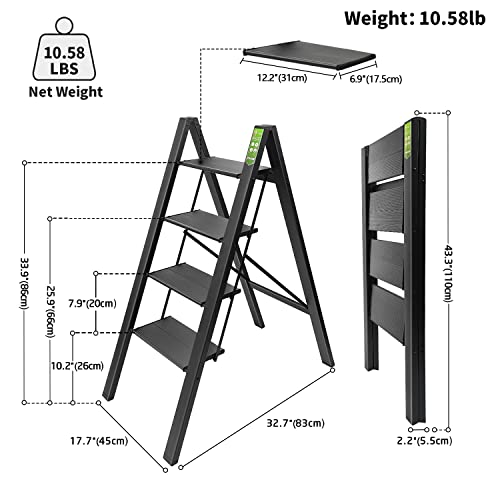 Weight: 10.58lb
10.58
LBS
Net Weight
12.2"(31cm)
6.9"(17.5cm)
33.9"(86cm)
25.9"(66cm)
7.9"(20cm)
10.2"(26cm)
43.3"(110cm)
32.7"(83cm)
17.7"(45cm)
2.2"(5.5cm)